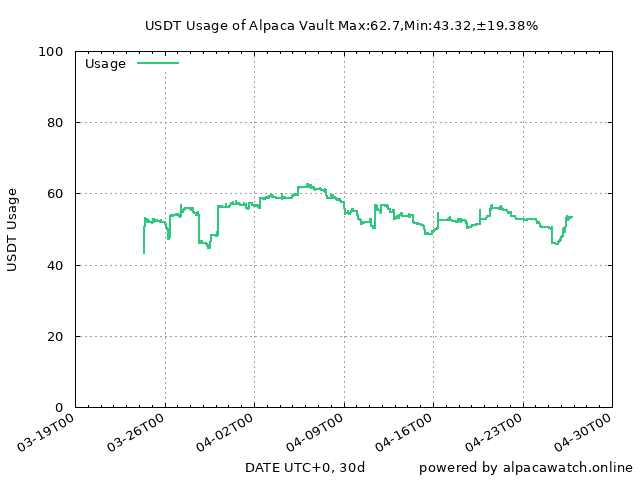 USDT Usage of Alpaca Vault Max:62.7,Min:43.32,±19.38%
Usage
100
80
60
40
20
0
USDT Usage
03-19T00
03-26T00
04-02T00
04-09T00
04-16T00
04-23T00
04-30T00
DATE UTC+0, 30d
powered by alpacawatch.online